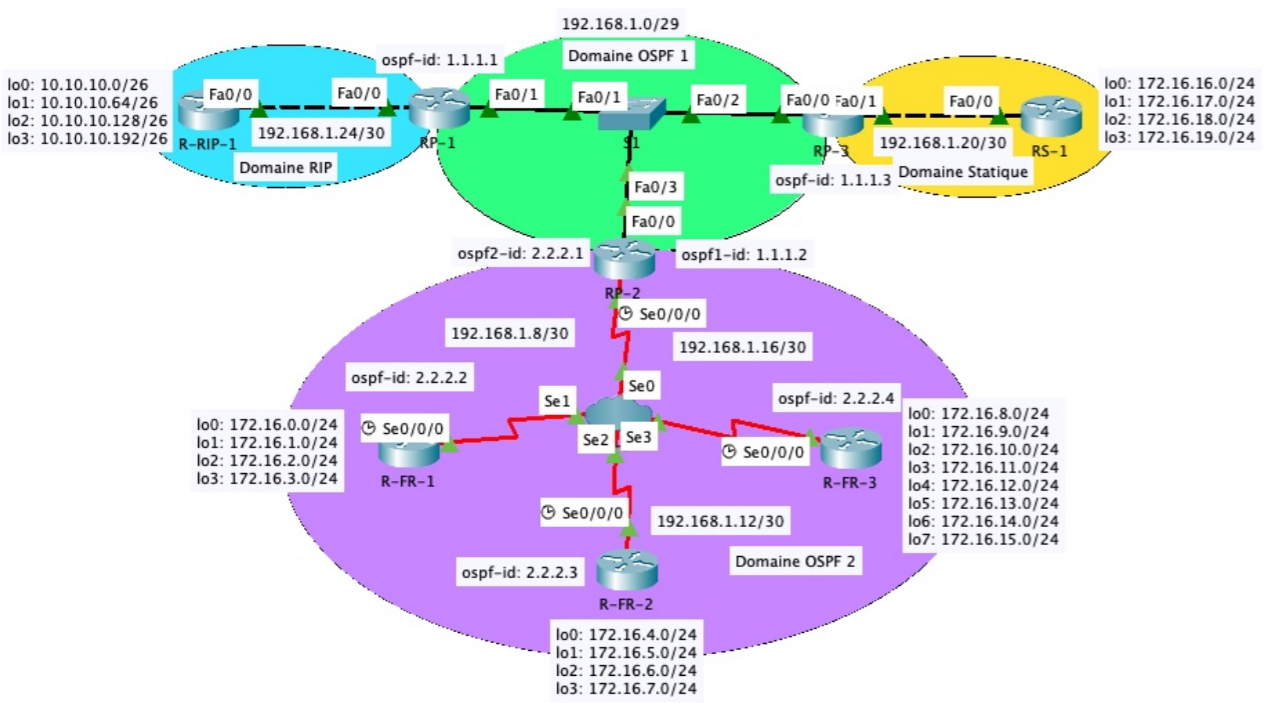 192.168.1.0/29
Domaine OSPF 1
ospf-id: 1.1.1.1
lo0: 10.10.10.0/26
lo1: 10.10.10.64/26
lo2: 10.10.10.128/26
lo3: 10.10.10.192/26
Fa0/0
Fa0/0
192.168.1.24/30
R-RIP-1
Domaine RIP
RP-1
Fa0/1
Fa0/1
Fa0/2
S1
Fa0/3
Fa0/0
Fa0/0
Fa0/1
Fa0/0
192.168.1.20/30
RP-3
RS-1
ospf-id: 1.1.1.3
Domaine Statique
lo0: 172.16.16.0/24
lo1: 172.16.17.0/24
lo2: 172.16.18.0/24
lo3: 172.16.19.0/24
ospf2-id: 2.2.2.1
ospf1-id: 1.1.1.2
RP-2
Se0/0/0
192.168.1.8/30
192.168.1.16/30
ospf-id: 2.2.2.2
Se0
Se1
Se2
Se3
ospf-id: 2.2.2.4
lo0: 172.16.0.0/24
lo1: 172.16.1.0/24
lo2: 172.16.2.0/24
lo3: 172.16.3.0/24
Se0/0/0
R-FR-1
Se0/0/0
R-FR-3
lo0: 172.16.8.0/24
lo1: 172.16.9.0/24
lo2: 172.16.10.0/24
lo3: 172.16.11.0/24
lo4: 172.16.12.0/24
lo5: 172.16.13.0/24
lo6: 172.16.14.0/24
lo7: 172.16.15.0/24
Se0/0/0
192.168.1.12/30
ospf-id: 2.2.2.3
Domaine OSPF 2
R-FR-2
lo0: 172.16.4.0/24
lo1: 172.16.5.0/24
lo2: 172.16.6.0/24
lo3: 172.16.7.0/24